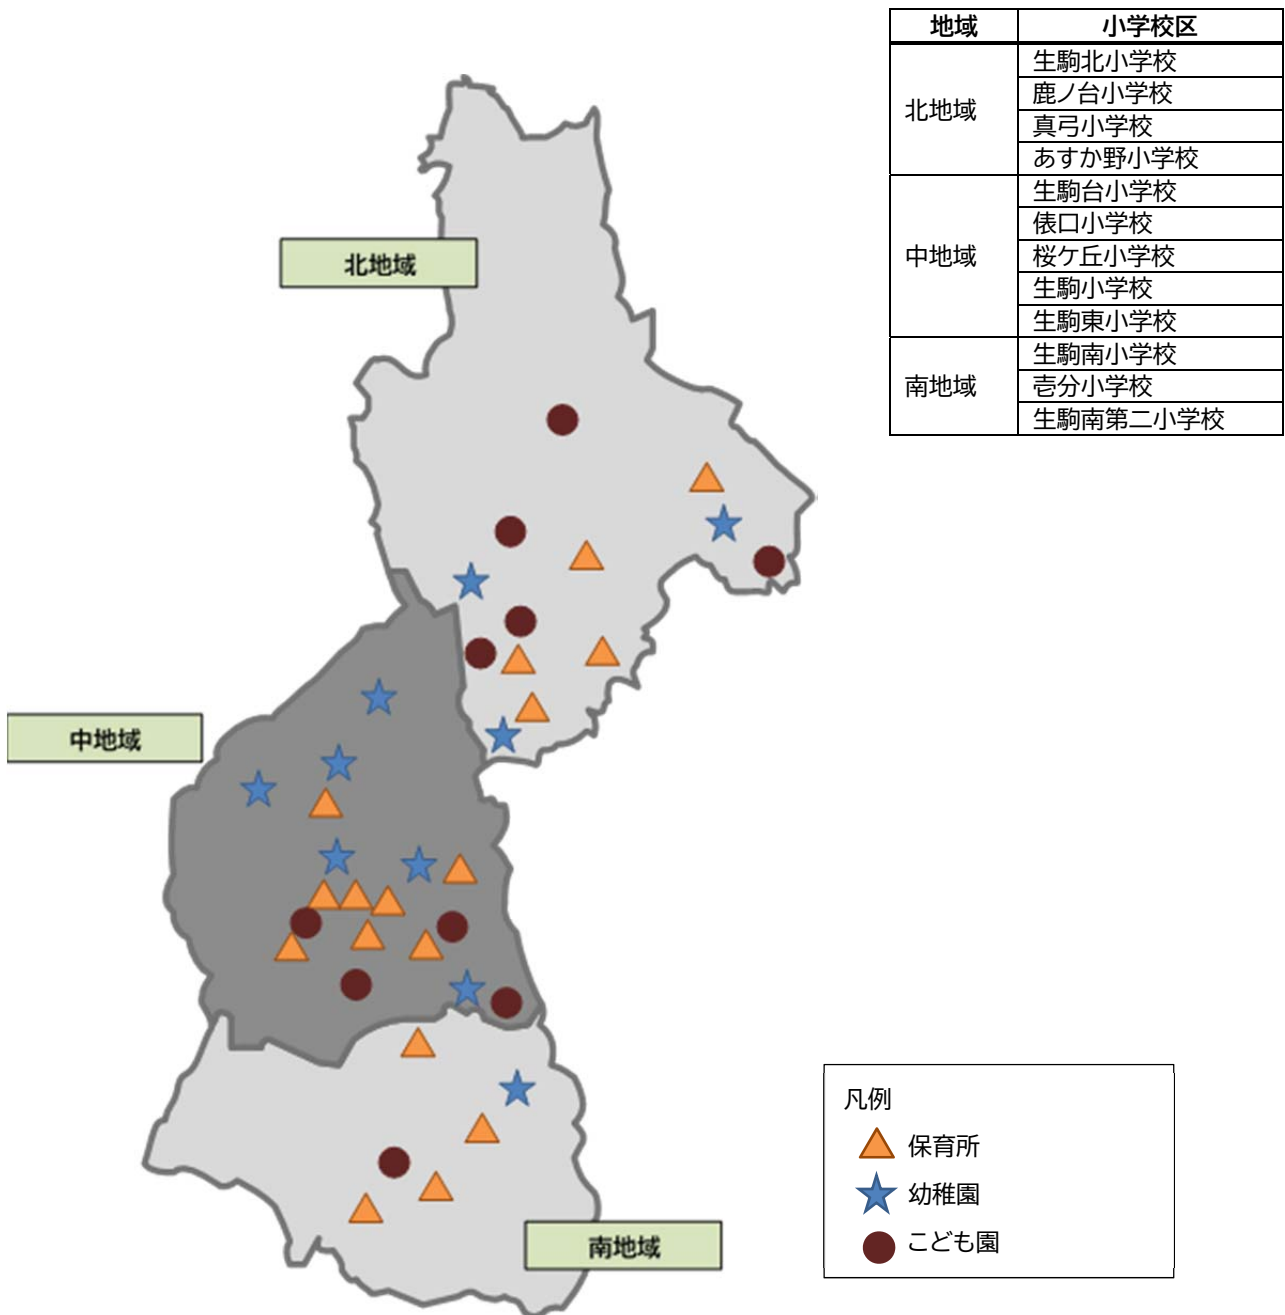 地域 小学校区
北地域
生駒北小学校
鹿ノ台小学校
真弓小学校
あすか野小学校
中地域
生駒台小学校
俵口小学校
桜ケ丘小学校
生駒小学校
生駒東小学校
南地域
生駒南小学校
壱分小学校
生駒南第二小学校
北地域
中地域
南地域
凡例
保育所
幼稚園
こども園